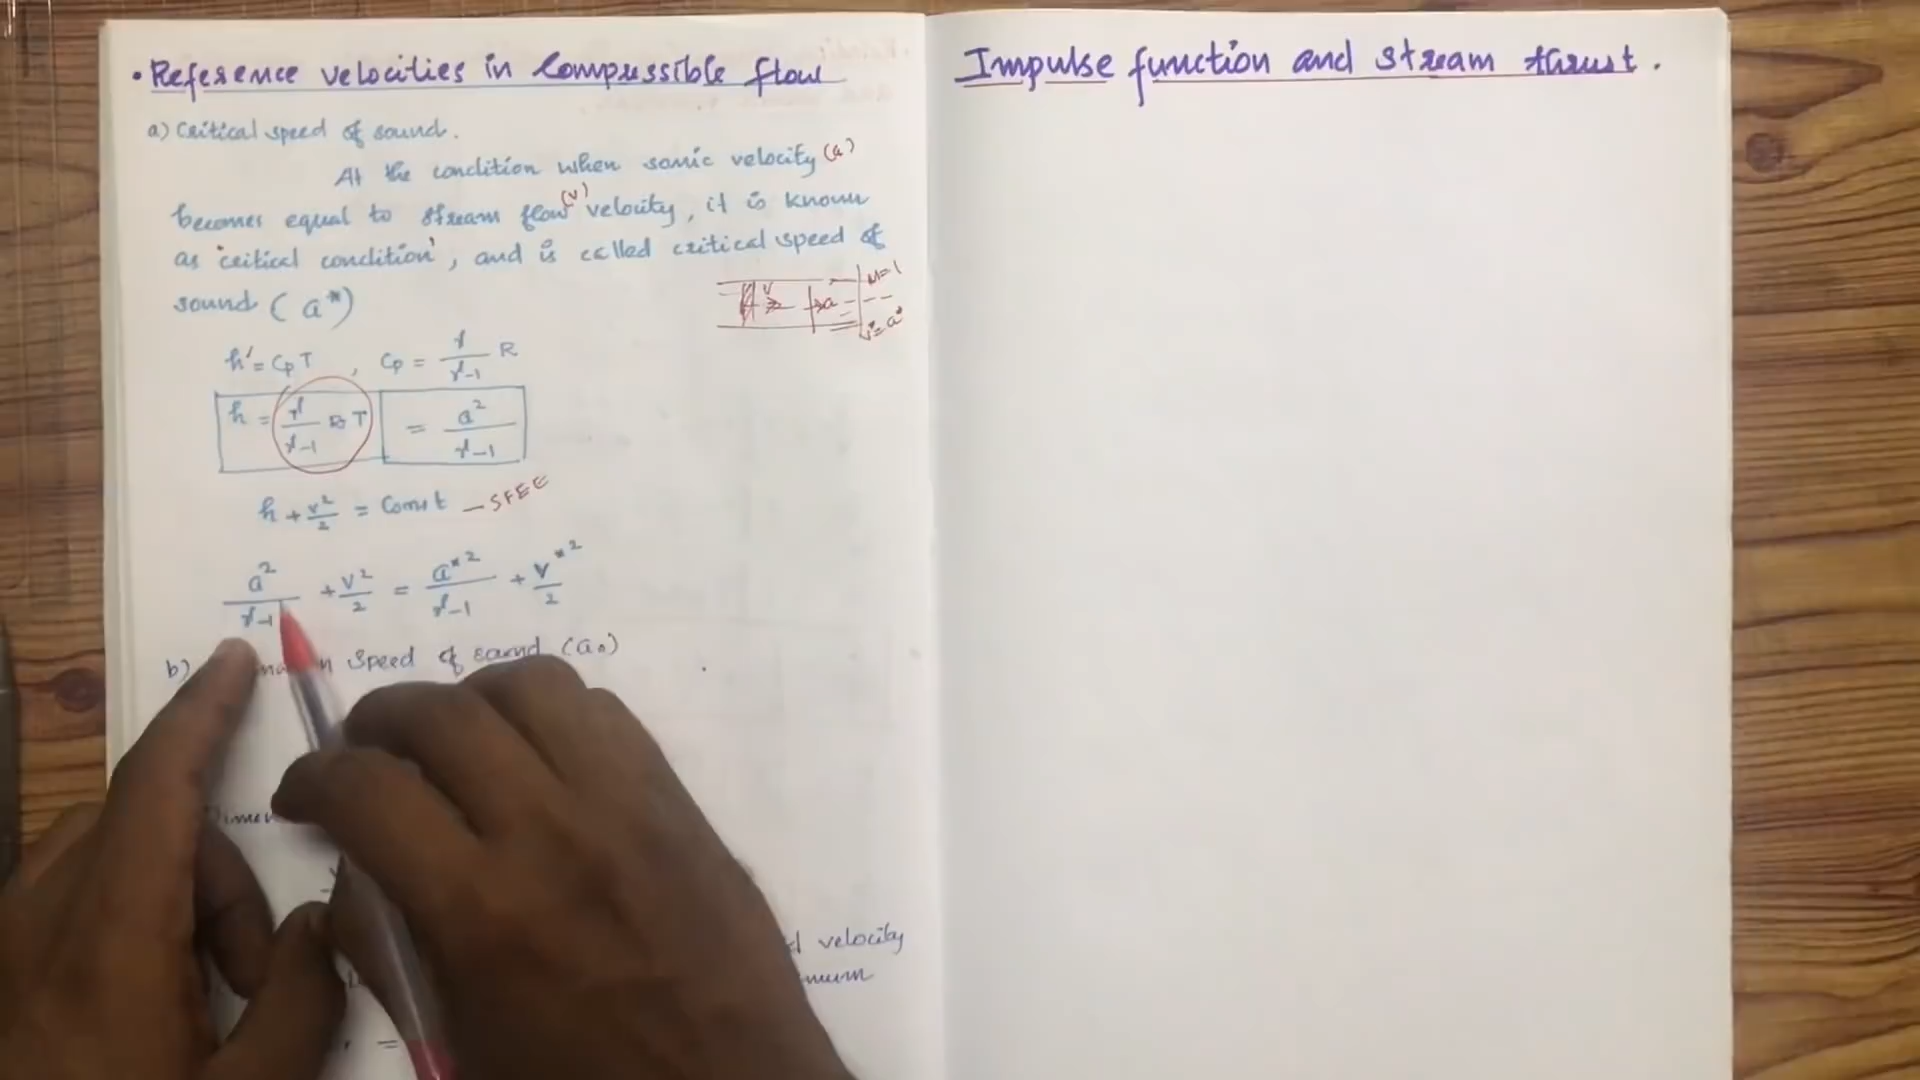 • Reference velocities in Compressible flow
a) Critical speed of sound.
At the condition when sonic velocity (a)
becomes equal to stream flow (v) velocity, it is known
as 'critical condition', and is called critical speed of
sound (a*)
M=1
V → a
V*= a*
h = CpT , Cp = γ/(γ-1) R
h = γ/(γ-1) RT = a²/(γ-1)
h + v²/2 = Const — SFEE
a²/(γ-1) + v²/2 = a*²/(γ-1) + v*²/2
b) Speed of sound (a₀)
velocity
=
Impulse function and stream thrust.